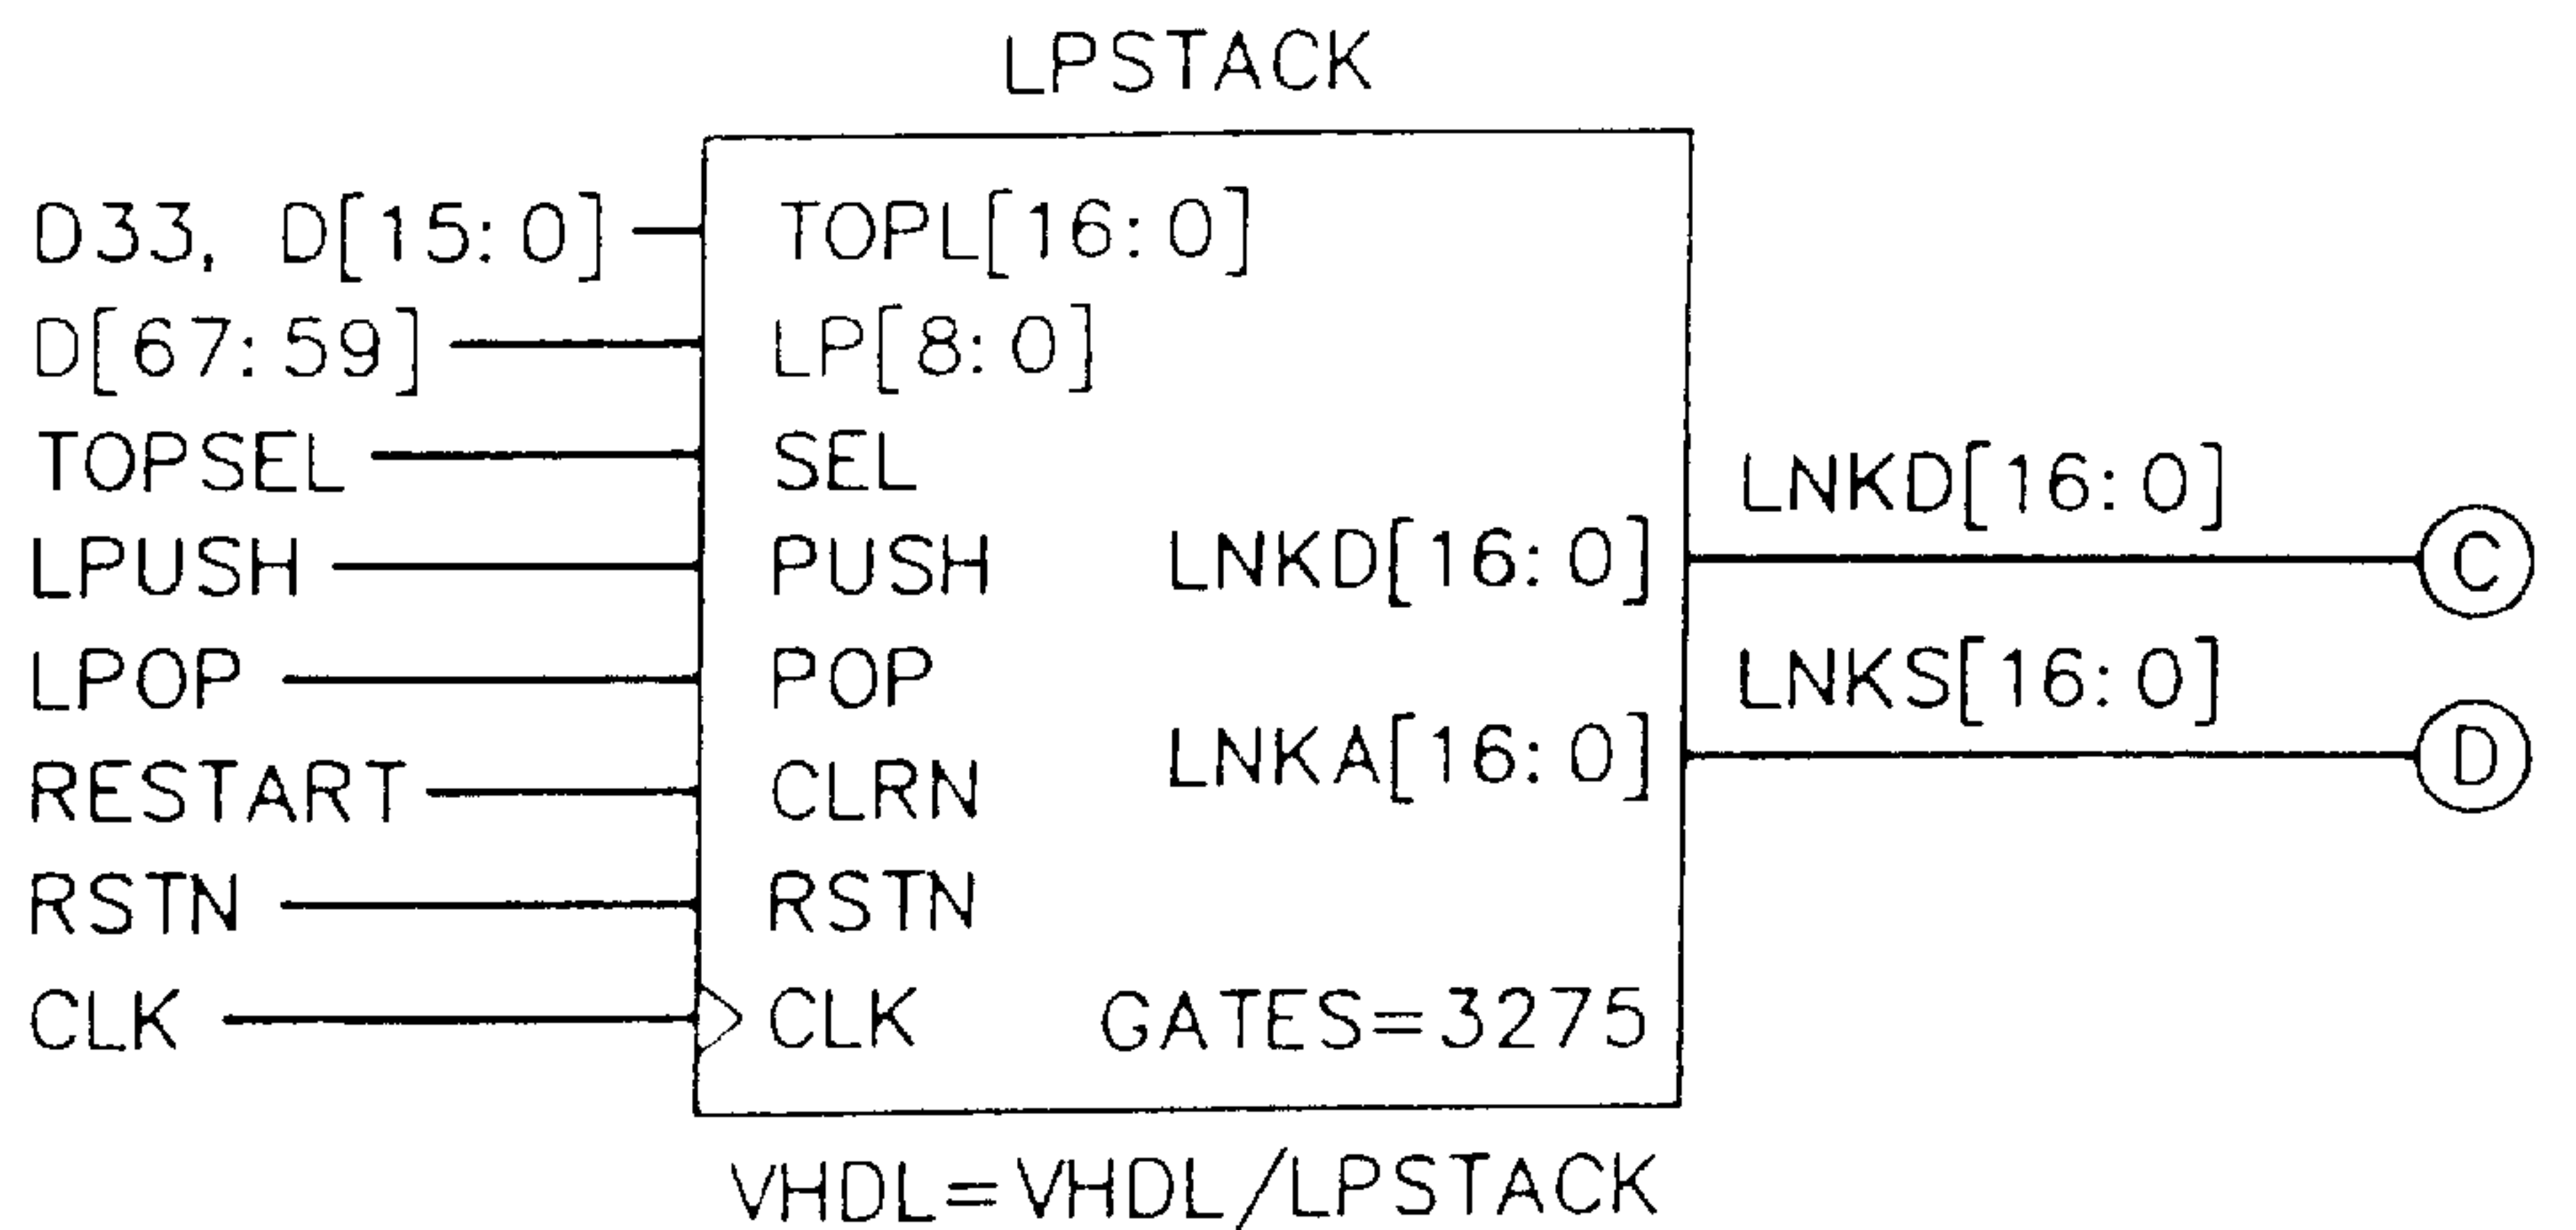 LPSTACK
D33, D[15:0] TOPL[16:0]
D[67:59] LP[8:0]
TOPSEL SEL LNKD[16:0]
LPUSH PUSH LNKD[16:0] C
LPOP POP LNKS[16:0]
RESTART CLRN LNKA[16:0] D
RSTN RSTN
CLK CLK GATES=3275
VHDL=VHDL/LPSTACK